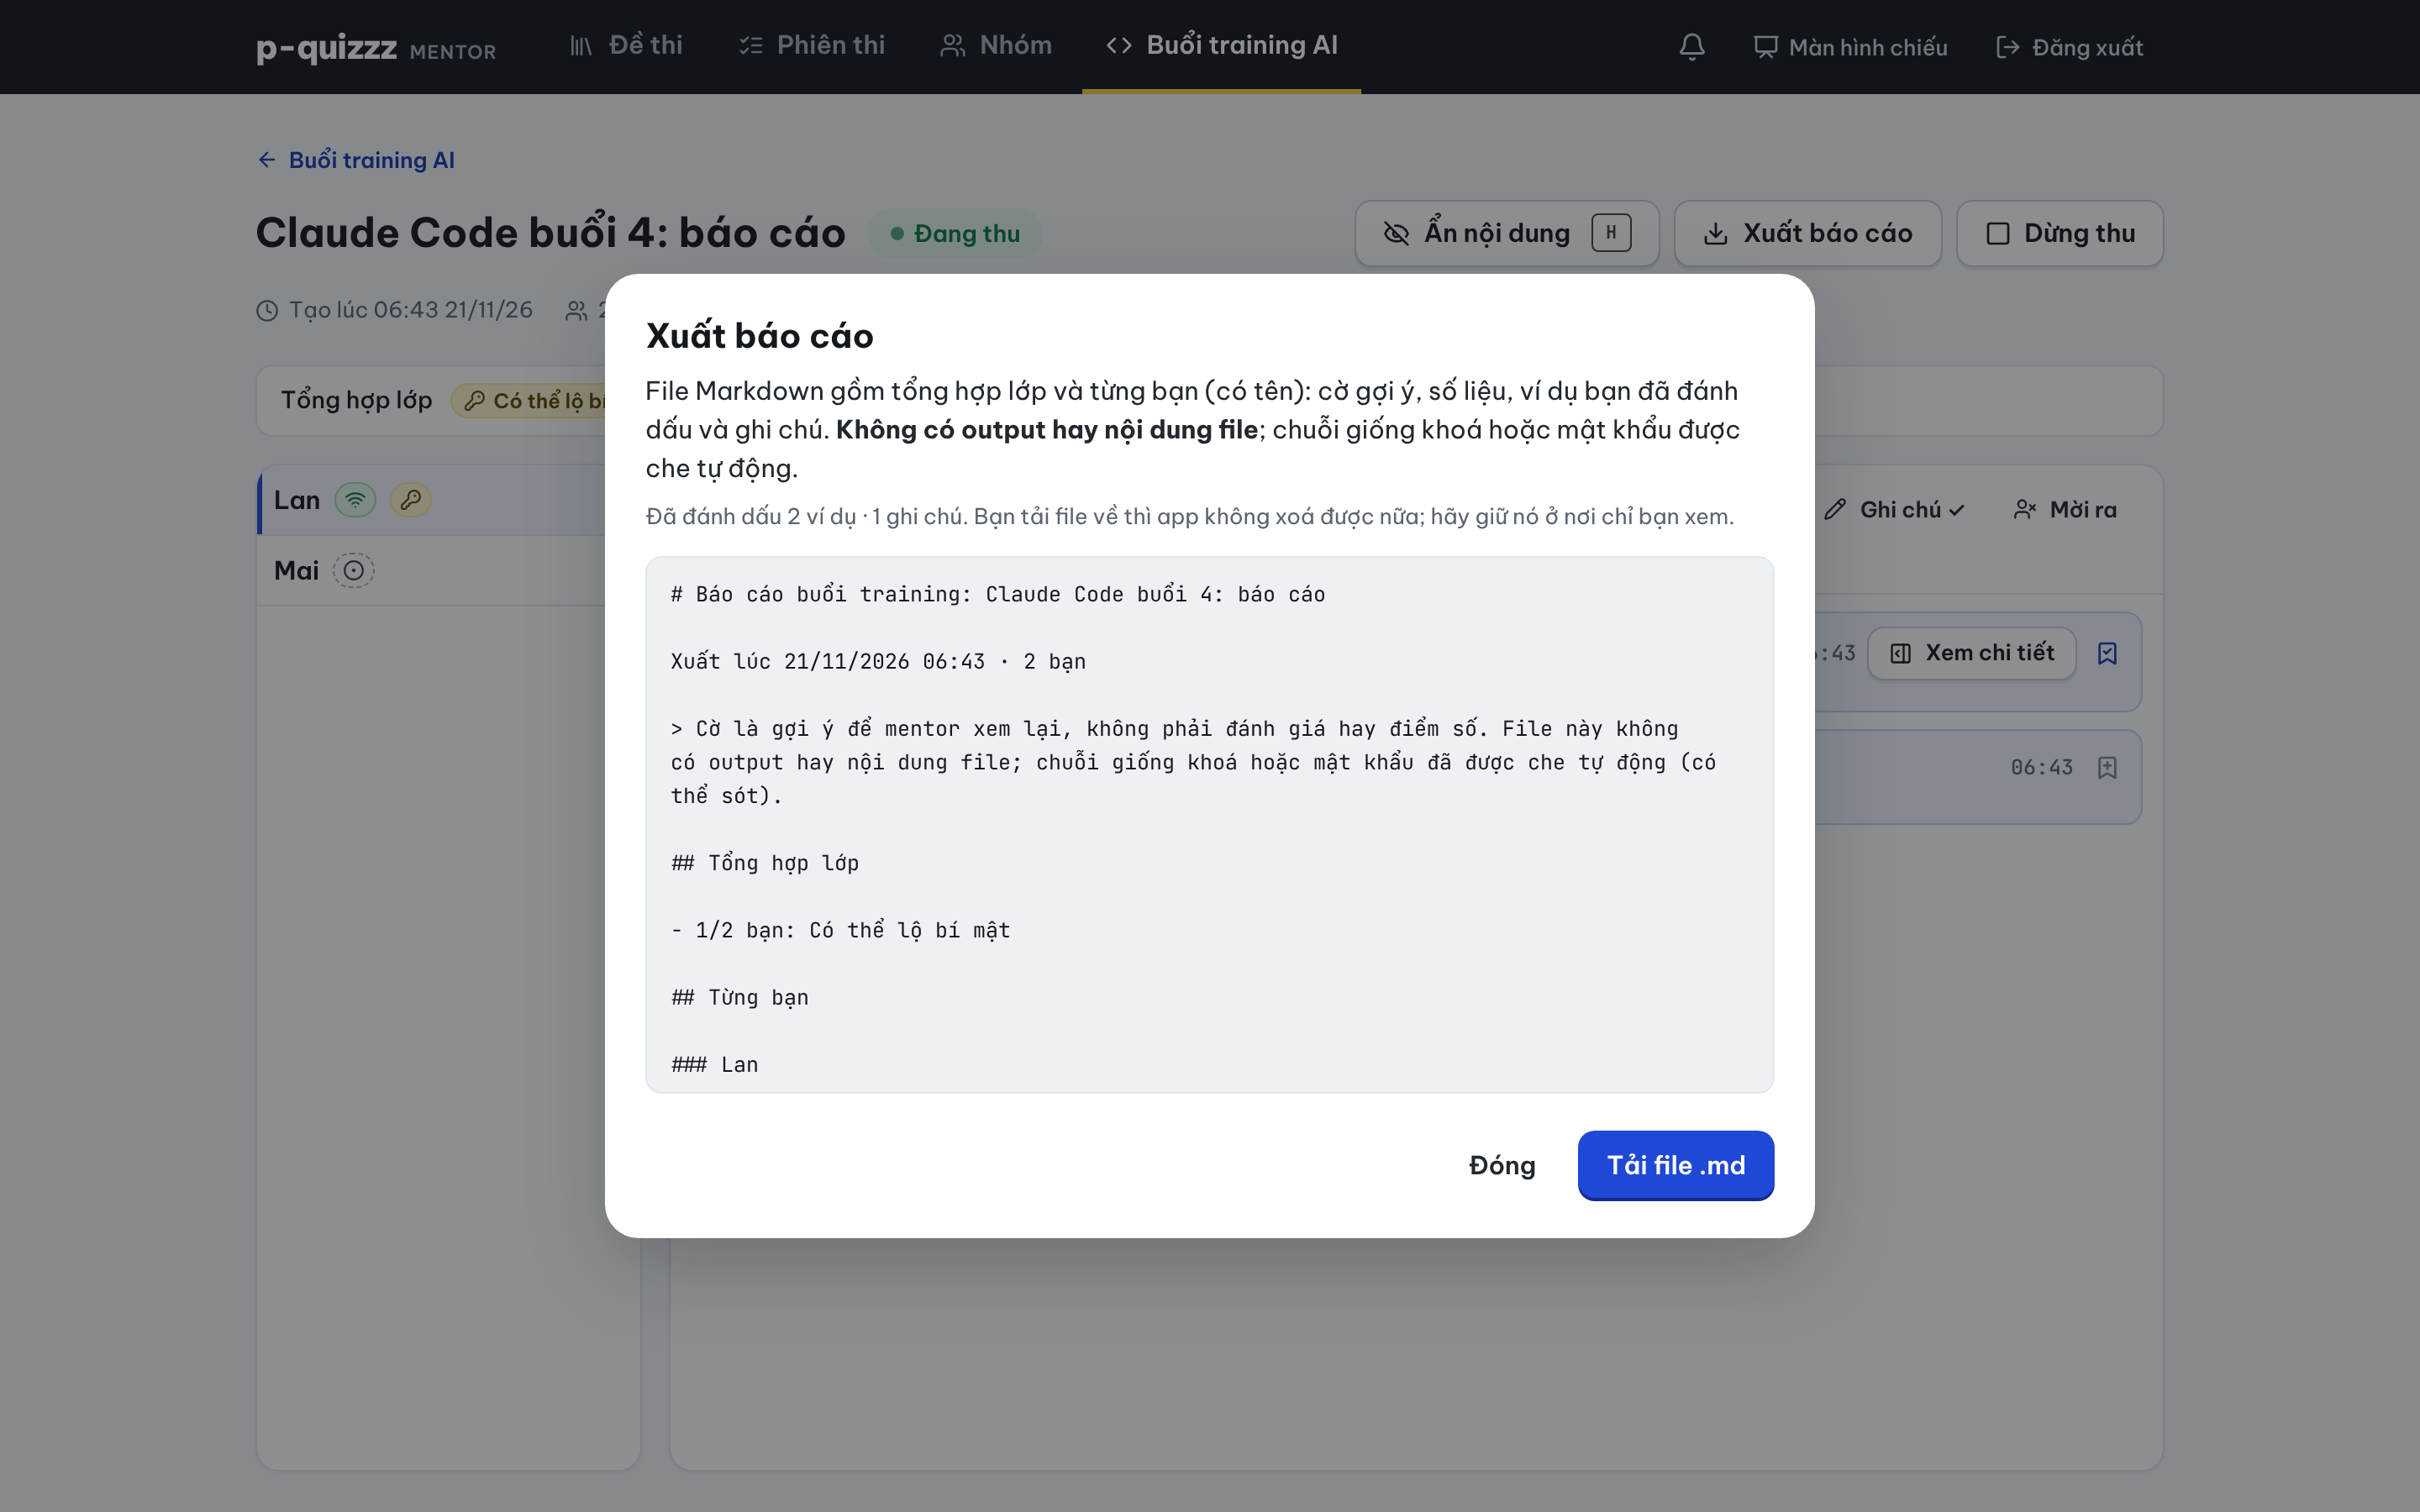 p-quizzz MENTOR
Đề thi
Phiên thi
Nhóm
Buổi training AI
Màn hình chiếu
Đăng xuất
Buổi training AI
Claude Code buổi 4: báo cáo
Đang thu
Ẩn nội dung H
Xuất báo cáo
Dừng thu
Tạo lúc 06:43 21/11/26
Tổng hợp lớp
Có thể lộ
Lan
Mai
Ghi chú
Mời ra
:43
Xem chi tiết
06:43
Xuất báo cáo
File Markdown gồm tổng hợp lớp và từng bạn (có tên): cờ gợi ý, số liệu, ví dụ bạn đã đánh
dấu và ghi chú. Không có output hay nội dung file; chuỗi giống khoá hoặc mật khẩu được
che tự động.
Đã đánh dấu 2 ví dụ · 1 ghi chú. Bạn tải file về thì app không xoá được nữa; hãy giữ nó ở nơi chỉ bạn xem.
# Báo cáo buổi training: Claude Code buổi 4: báo cáo
Xuất lúc 21/11/2026 06:43 · 2 bạn
> Cờ là gợi ý để mentor xem lại, không phải đánh giá hay điểm số. File này không
có output hay nội dung file; chuỗi giống khoá hoặc mật khẩu đã được che tự động (có
thể sót).
## Tổng hợp lớp
- 1/2 bạn: Có thể lộ bí mật
## Từng bạn
### Lan
Đóng
Tải file .md